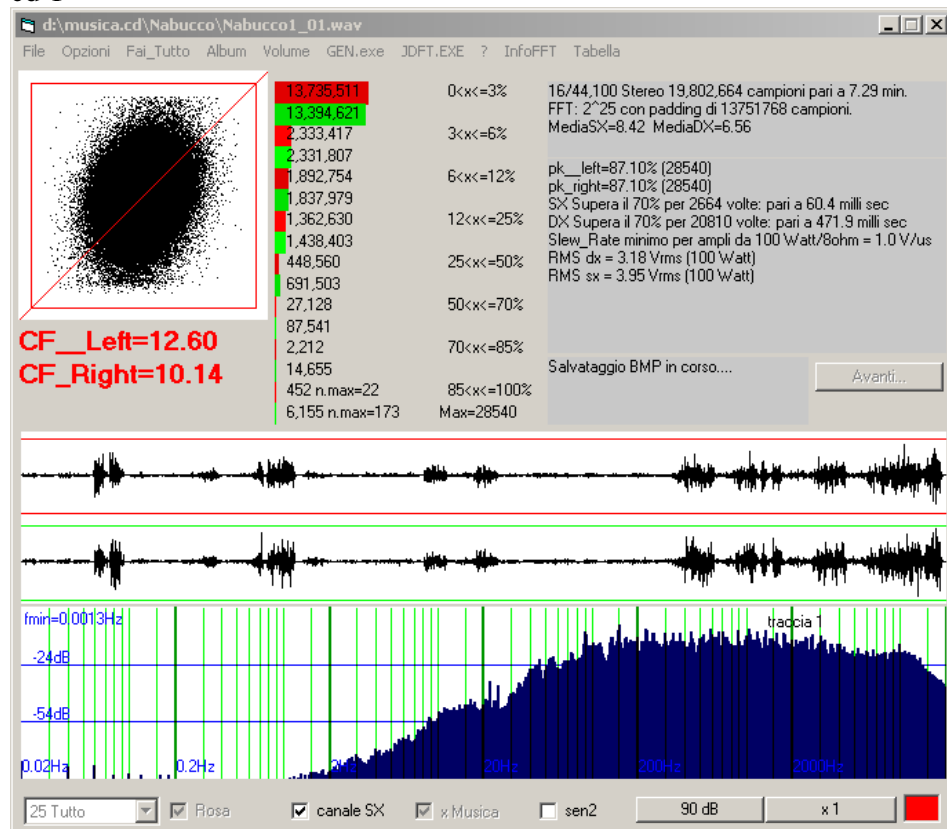 d:\musica.cd\Nabucco\Nabucco1_01.wav
File Opzioni Fai_Tutto Album Volume GEN.exe JDFT.EXE ? InfoFFT Tabella
13,735,511 0<x<=3%
13,394,621
2,333,417 3<x<=6%
2,331,807
1,892,754 6<x<=12%
1,837,979
1,362,630 12<x<=25%
1,438,403
448,560 25<x<=50%
691,503
27,128 50<x<=70%
87,541
2,212 70<x<=85%
14,655
452 n.max=22 85<x<=100%
6,155 n.max=173 Max=28540
16/44,100 Stereo 19,802,664 campioni pari a 7.29 min.
FFT: 2^25 con padding di 13751768 campioni.
MediaSX=8.42 MediaDX=6.56
pk__left=87.10% (28540)
pk_right=87.10% (28540)
SX Supera il 70% per 2664 volte: pari a 60.4 milli sec
DX Supera il 70% per 20810 volte: pari a 471.9 milli sec
Slew_Rate minimo per ampli da 100 Watt/8ohm = 1.0 V/us
RMS dx = 3.18 Vrms (100 Watt)
RMS sx = 3.95 Vrms (100 Watt)
CF__Left=12.60
CF_Right=10.14
Salvataggio BMP in corso....
Avanti...
fmin=0.0013Hz
traccia 1
-24dB
-54dB
0.02Hz 0.2Hz 2Hz 20Hz 200Hz 2000Hz
25 Tutto Rosa canale SX x Musica sen2 90 dB x 1